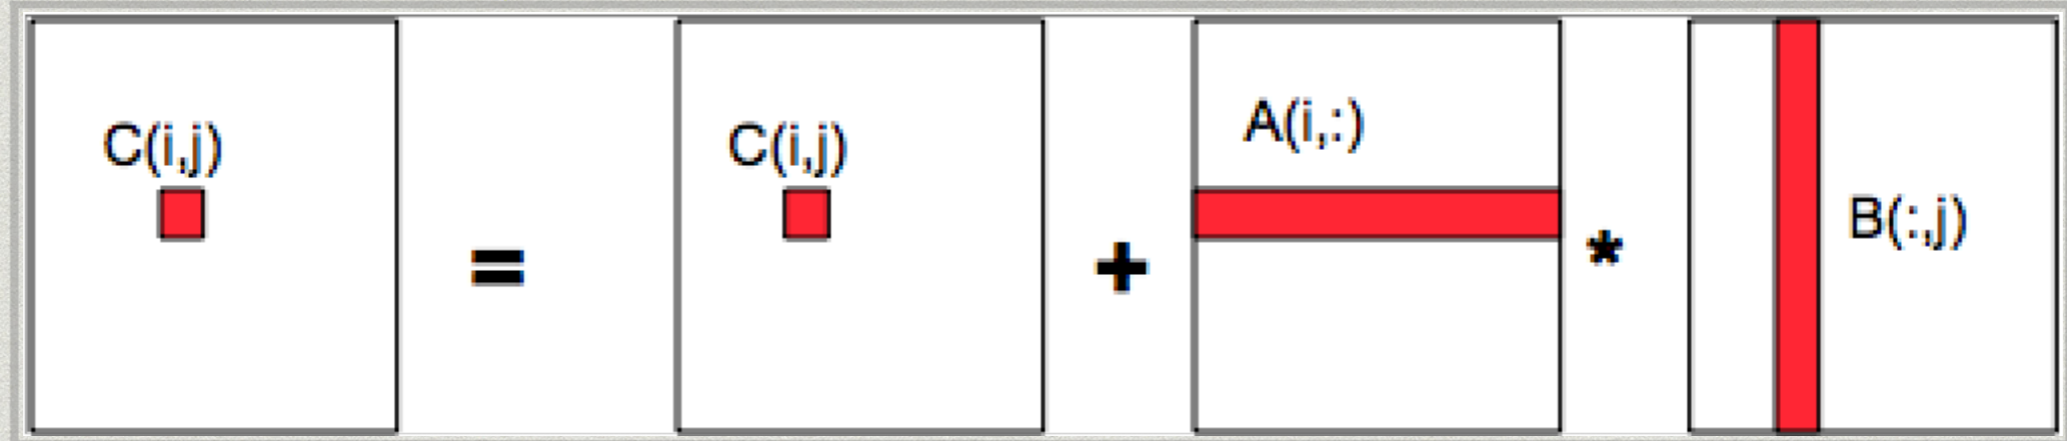 C(i,j) = C(i,j) + A(i,:) * B(:,j)